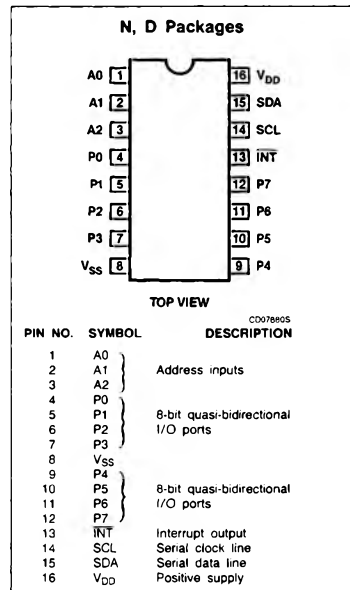 N, D Packages
A0 1 16 VDD
A1 2 15 SDA
A2 3 14 SCL
P0 4 13 INT
P1 5 12 P7
P2 6 11 P6
P3 7 10 P5
VSS 8 9 P4
TOP VIEW
CD07680S
PIN NO. SYMBOL DESCRIPTION
1 A0
2 A1 Address inputs
3 A2
4 P0
5 P1 8-bit quasi-bidirectional
6 P2 I/O ports
7 P3
8 VSS
9 P4
10 P5 8-bit quasi-bidirectional
11 P6 I/O ports
12 P7
13 INT Interrupt output
14 SCL Serial clock line
15 SDA Serial data line
16 VDD Positive supply